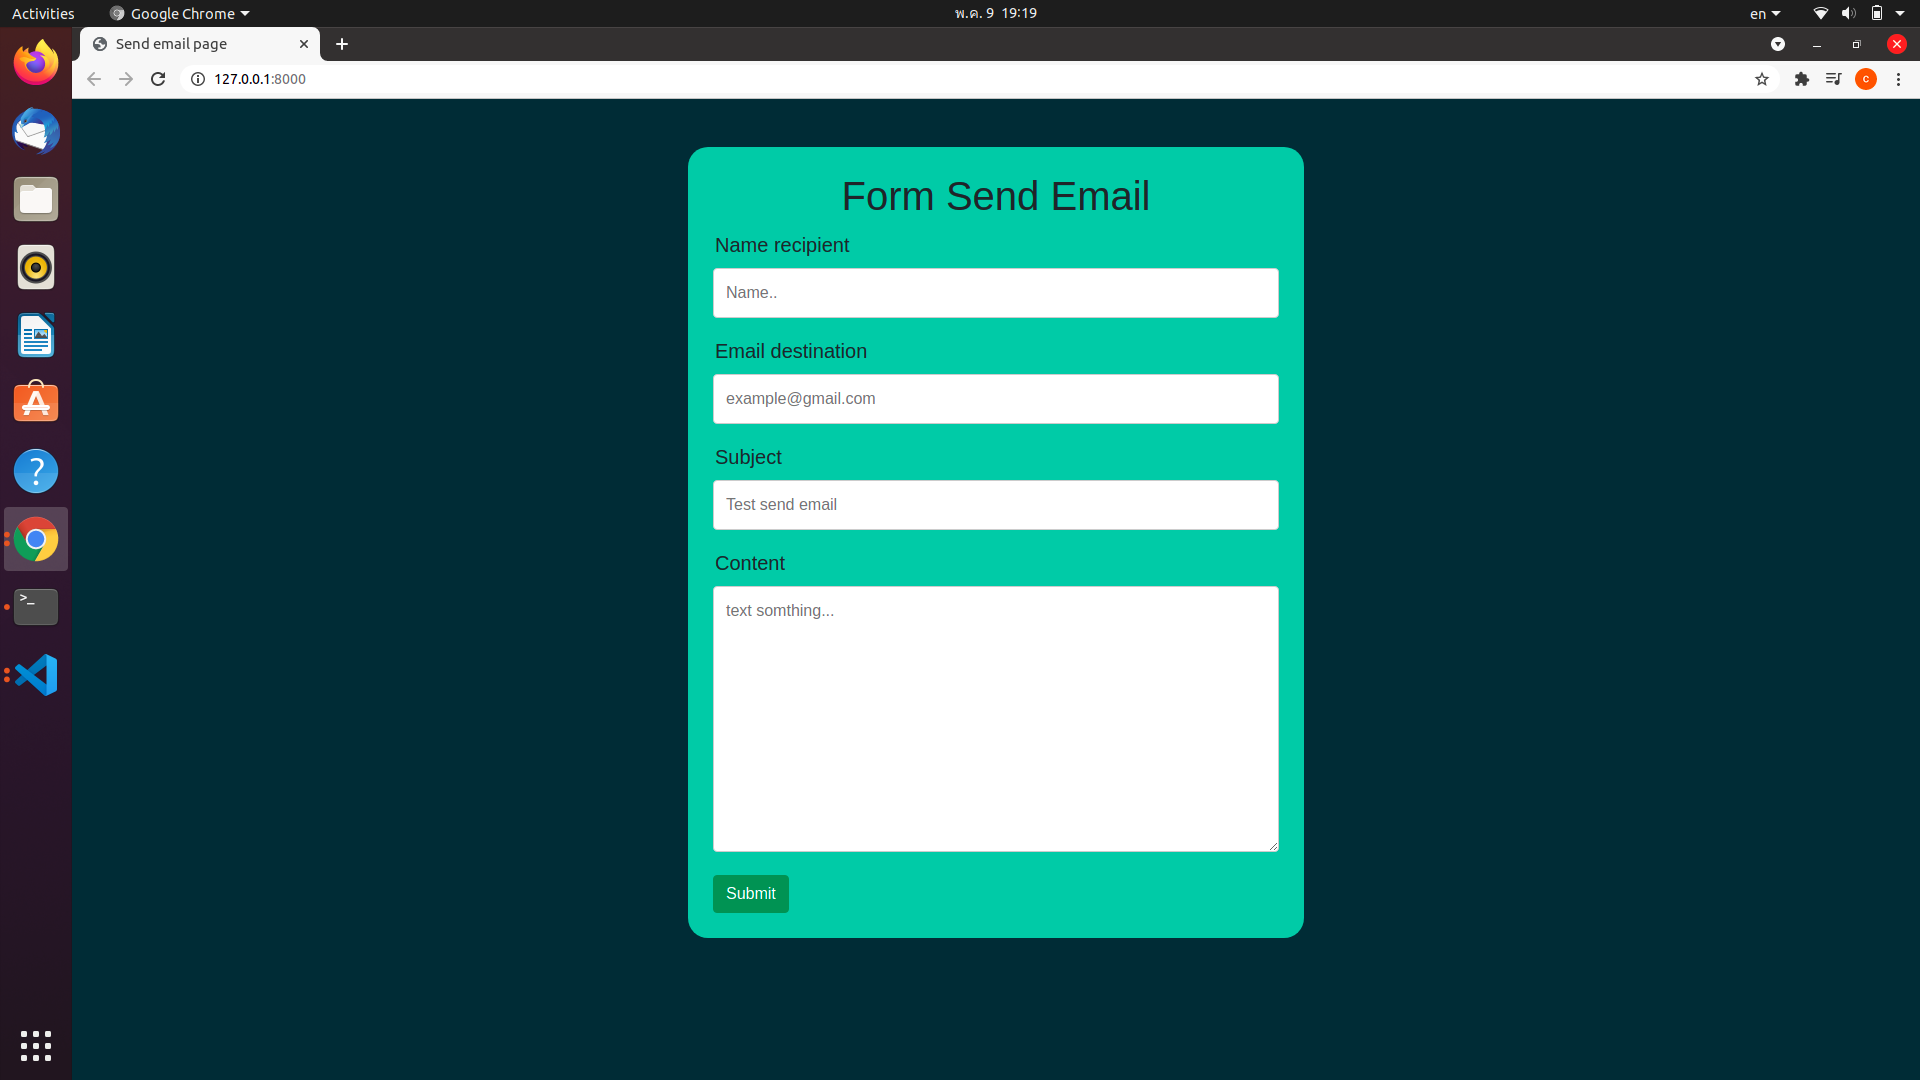 Activities
Google Chrome
พ.ค. 9 19:19
en
Send email page
127.0.0.1:8000
c
Form Send Email
Name recipient
Name..
Email destination
example@gmail.com
Subject
Test send email
Content
text somthing...
Submit